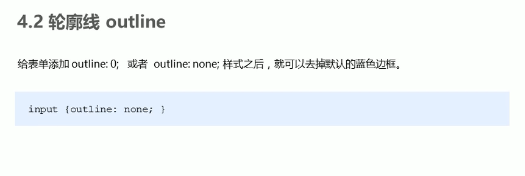 4.2 轮廓线 outline
给表单添加 outline: 0; 或者 outline: none; 样式之后，就可以去掉默认的蓝色边框。
input {outline: none; }